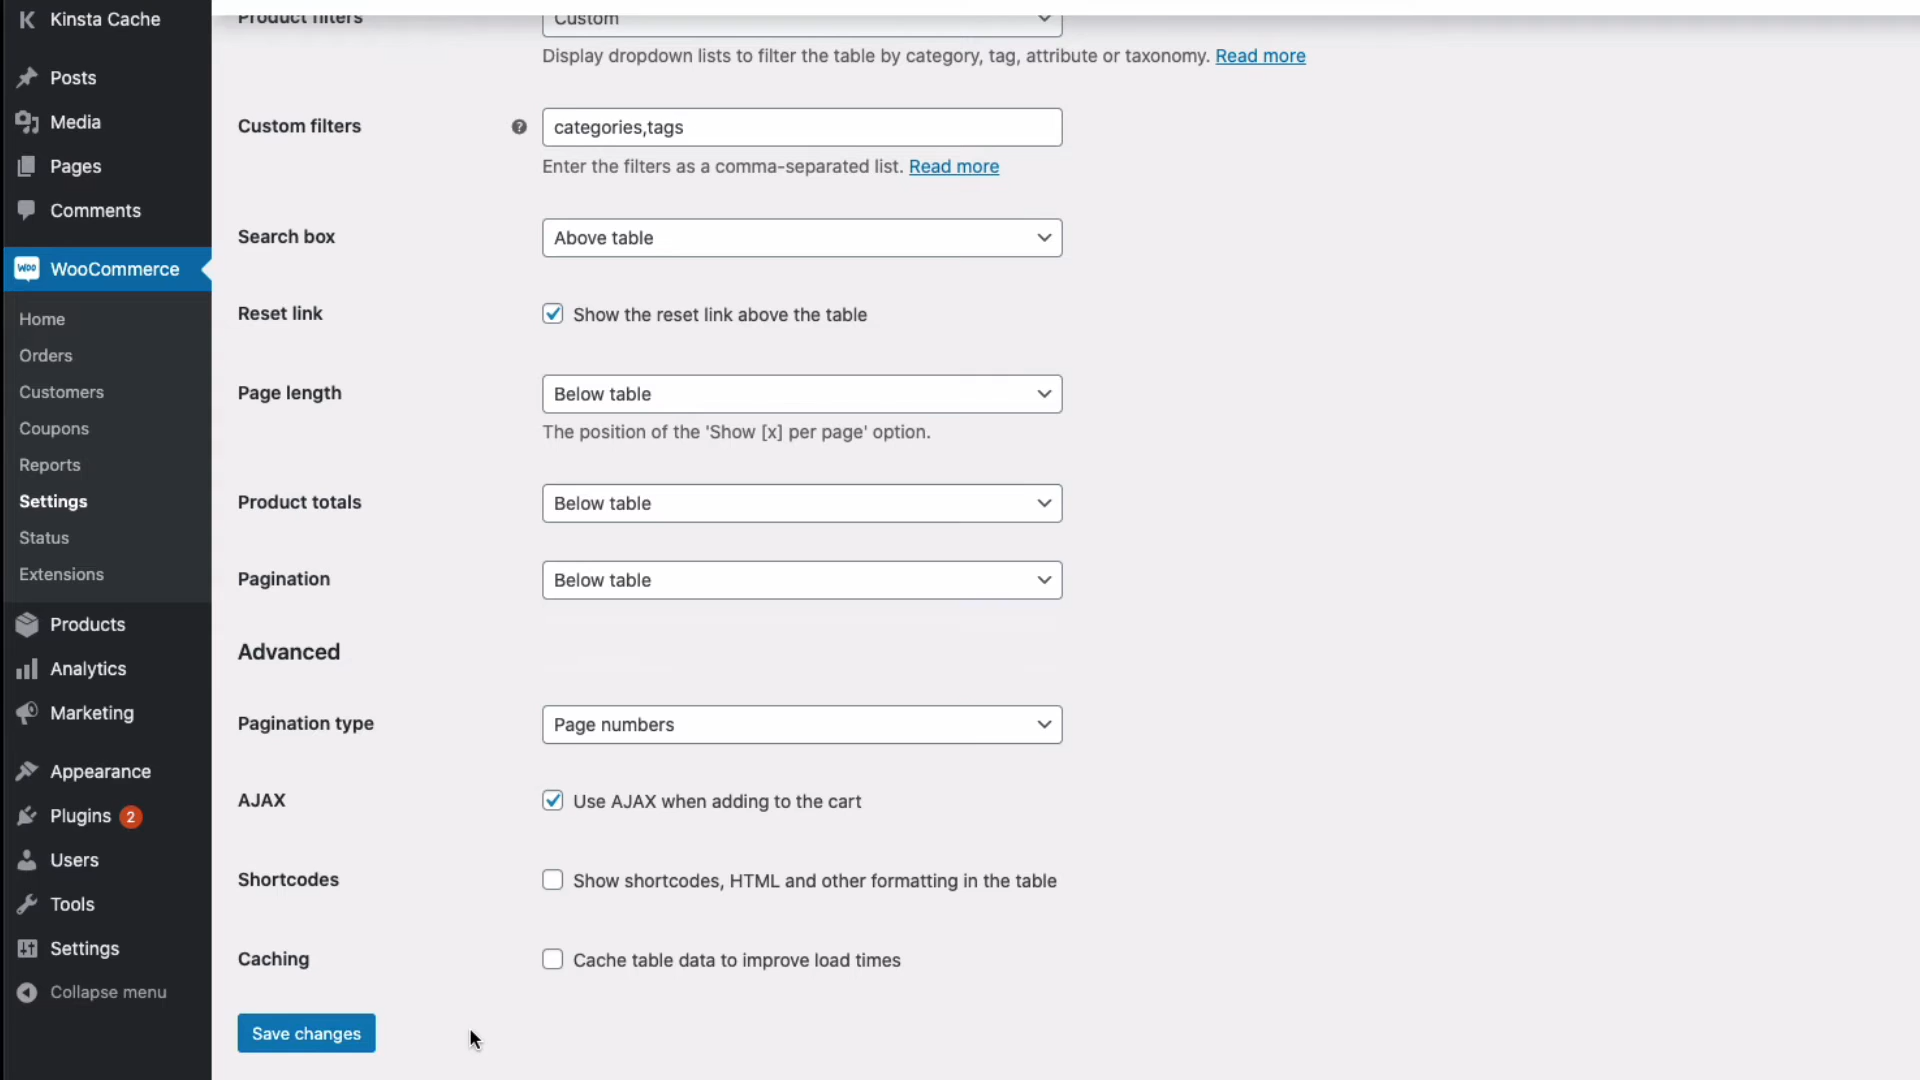 Kinsta Cache
Posts
Media
Pages
Comments
WOO
WooCommerce
Home
Orders
Customers
Coupons
Reports
Settings
Status
Extensions
Products
Analytics
Marketing
Appearance
Plugins 2
Users
Tools
Settings
Collapse menu
Product filters
Custom
Display dropdown lists to filter the table by category, tag, attribute or taxonomy. Read more
Custom filters
?
categories,tags
Enter the filters as a comma-separated list. Read more
Search box
Above table
Reset link
Show the reset link above the table
Page length
Below table
The position of the 'Show [x] per page' option.
Product totals
Below table
Pagination
Below table
Advanced
Pagination type
Page numbers
AJAX
Use AJAX when adding to the cart
Shortcodes
Show shortcodes, HTML and other formatting in the table
Caching
Cache table data to improve load times
Save changes